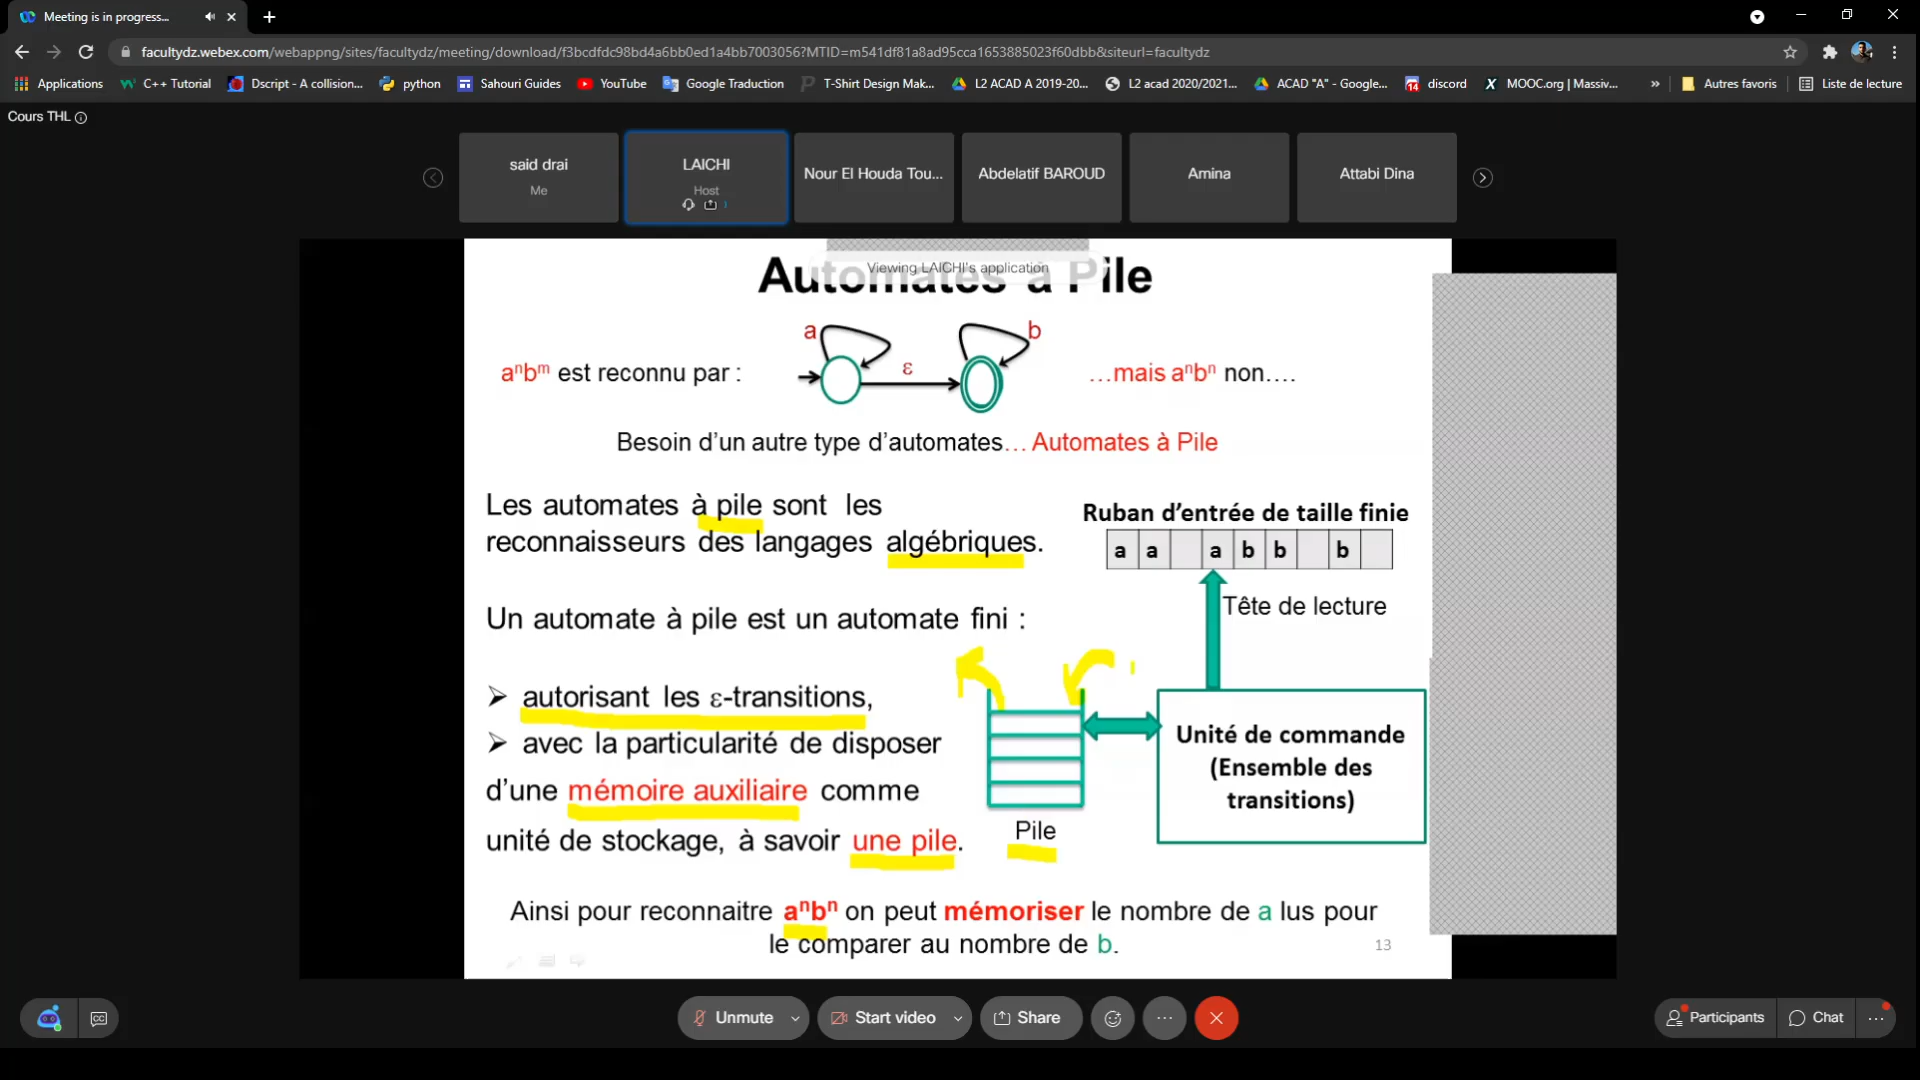 Meeting is in progress...
facultydz.webex.com/webappng/sites/facultydz/meeting/download/f3bcdfdc98bd4a6bb0ed1a4bb7003056?MTID=m541df81a8ad95cca1653885023f60dbb&siteurl=facultydz
Applications C++ Tutorial Dscript - A collision... python Sahouri Guides YouTube Google Traduction T-Shirt Design Mak... L2 ACAD A 2019-20... L2 acad 2020/2021... ACAD "A" - Google... 14 discord MOOC.org | Massiv... » Autres favoris Liste de lecture
Cours THL
said drai
Me
LAICHI
Host
Nour El Houda Tou...
Abdelatif BAROUD
Amina
Attabi Dina
Viewing LAICHI's application
Automates à Pile
a b
aⁿbᵐ est reconnu par : ε ...mais aⁿbⁿ non....
Besoin d'un autre type d'automates... Automates à Pile
Les automates à pile sont les
reconnaisseurs des langages algébriques.
Ruban d'entrée de taille finie
a a a b b b
Tête de lecture
Un automate à pile est un automate fini :
➢ autorisant les ε-transitions,
➢ avec la particularité de disposer
d'une mémoire auxiliaire comme
unité de stockage, à savoir une pile.
Pile
Unité de commande
(Ensemble des
transitions)
Ainsi pour reconnaitre aⁿbⁿ on peut mémoriser le nombre de a lus pour
le comparer au nombre de b.
13
Unmute Start video Share Participants Chat